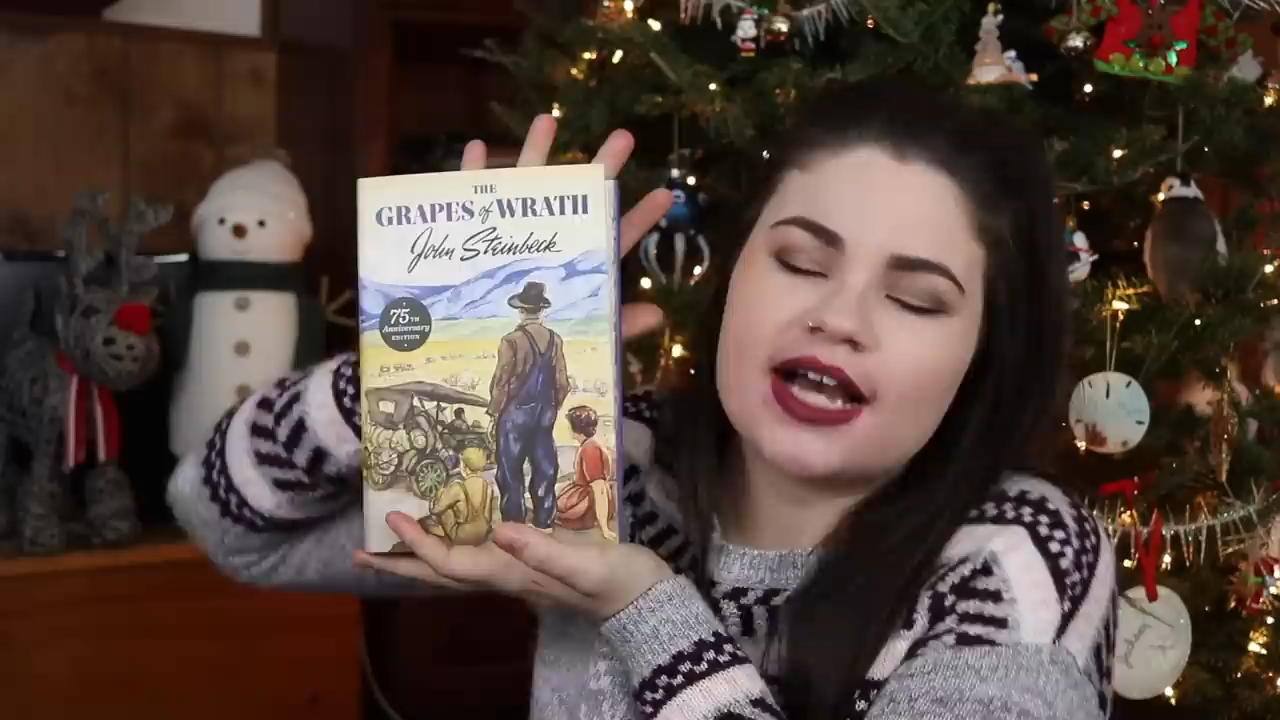 THE
GRAPES of WRATH
John Steinbeck
75TH
Anniversary
EDITION